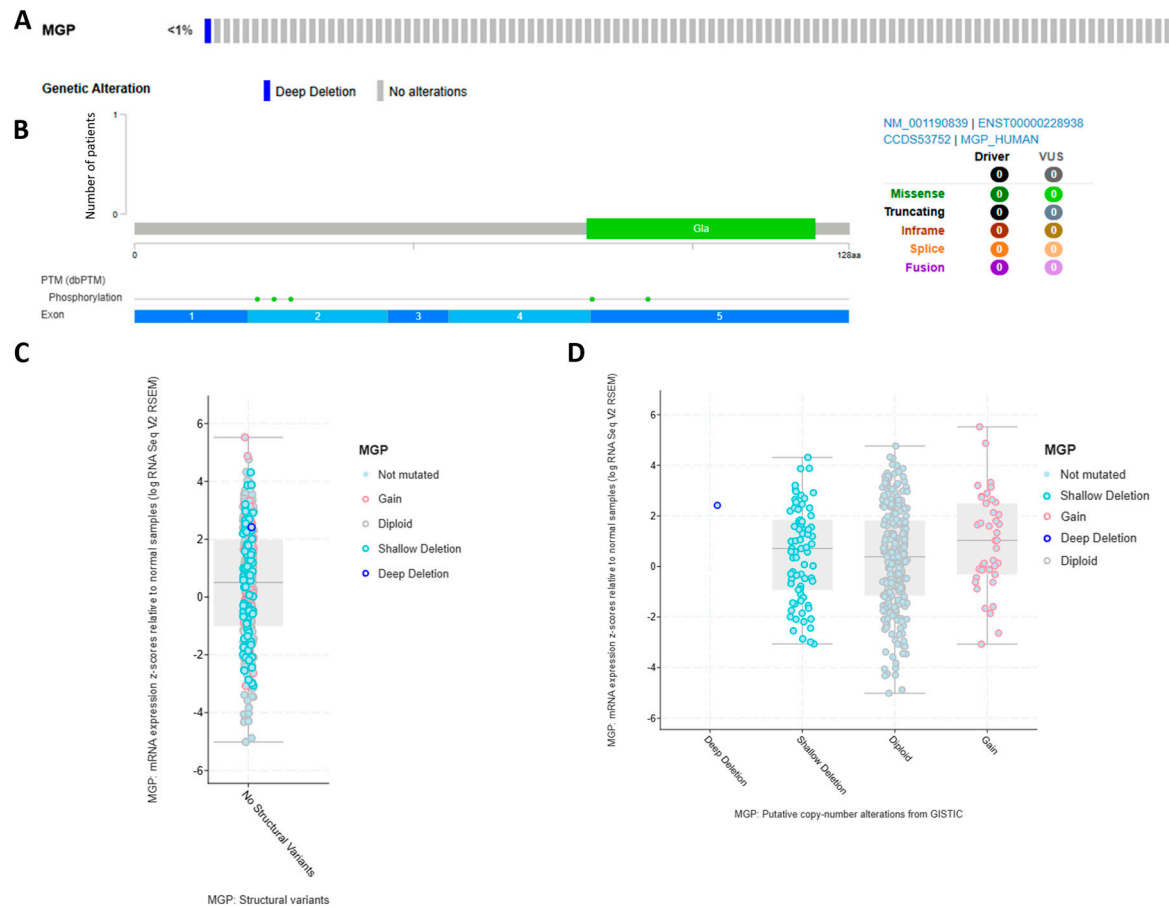 A
MGP
<1%
Genetic Alteration
Deep Deletion
No alterations
B
Number of patients
1
0
Gla
0
128aa
NM_001190839 | ENST00000228938
CCDS53752 | MGP_HUMAN
Driver VUS
0 0
Missense 0 0
Truncating 0 0
Inframe 0 0
Splice 0 0
Fusion 0 0
PTM (dbPTM)
Phosphorylation
Exon
1 2 3 4 5
C
MGP: mRNA expression z-scores relative to normal samples (log RNA Seq V2 RSEM)
6
4
2
0
-2
-4
-6
No Structural Variants
MGP: Structural variants
MGP
Not mutated
Gain
Diploid
Shallow Deletion
Deep Deletion
D
MGP: mRNA expression z-scores relative to normal samples (log RNA Seq V2 RSEM)
6
4
2
0
-2
-4
-6
Deep Deletion
Shallow Deletion
Diploid
Gain
MGP: Putative copy-number alterations from GISTIC
MGP
Not mutated
Shallow Deletion
Gain
Deep Deletion
Diploid